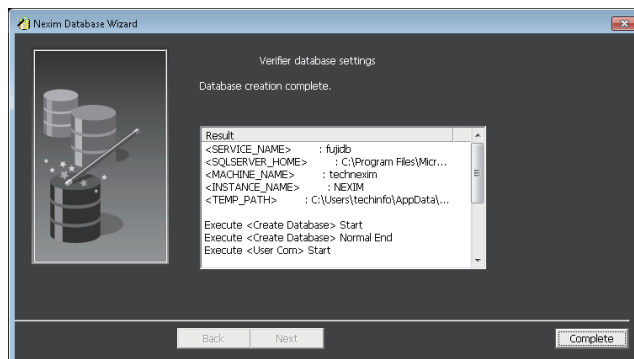 Nexim Database Wizard
Verifier database settings
Database creation complete.
Result
<SERVICE_NAME> : fujidb
<SQLSERVER_HOME> : C:\Program Files\Micr...
<MACHINE_NAME> : technexim
<INSTANCE_NAME> : NEXIM
<TEMP_PATH> : C:\Users\techinfo\AppData\...
Execute <Create Database> Start
Execute <Create Database> Normal End
Execute <User Com> Start
Back Next Complete